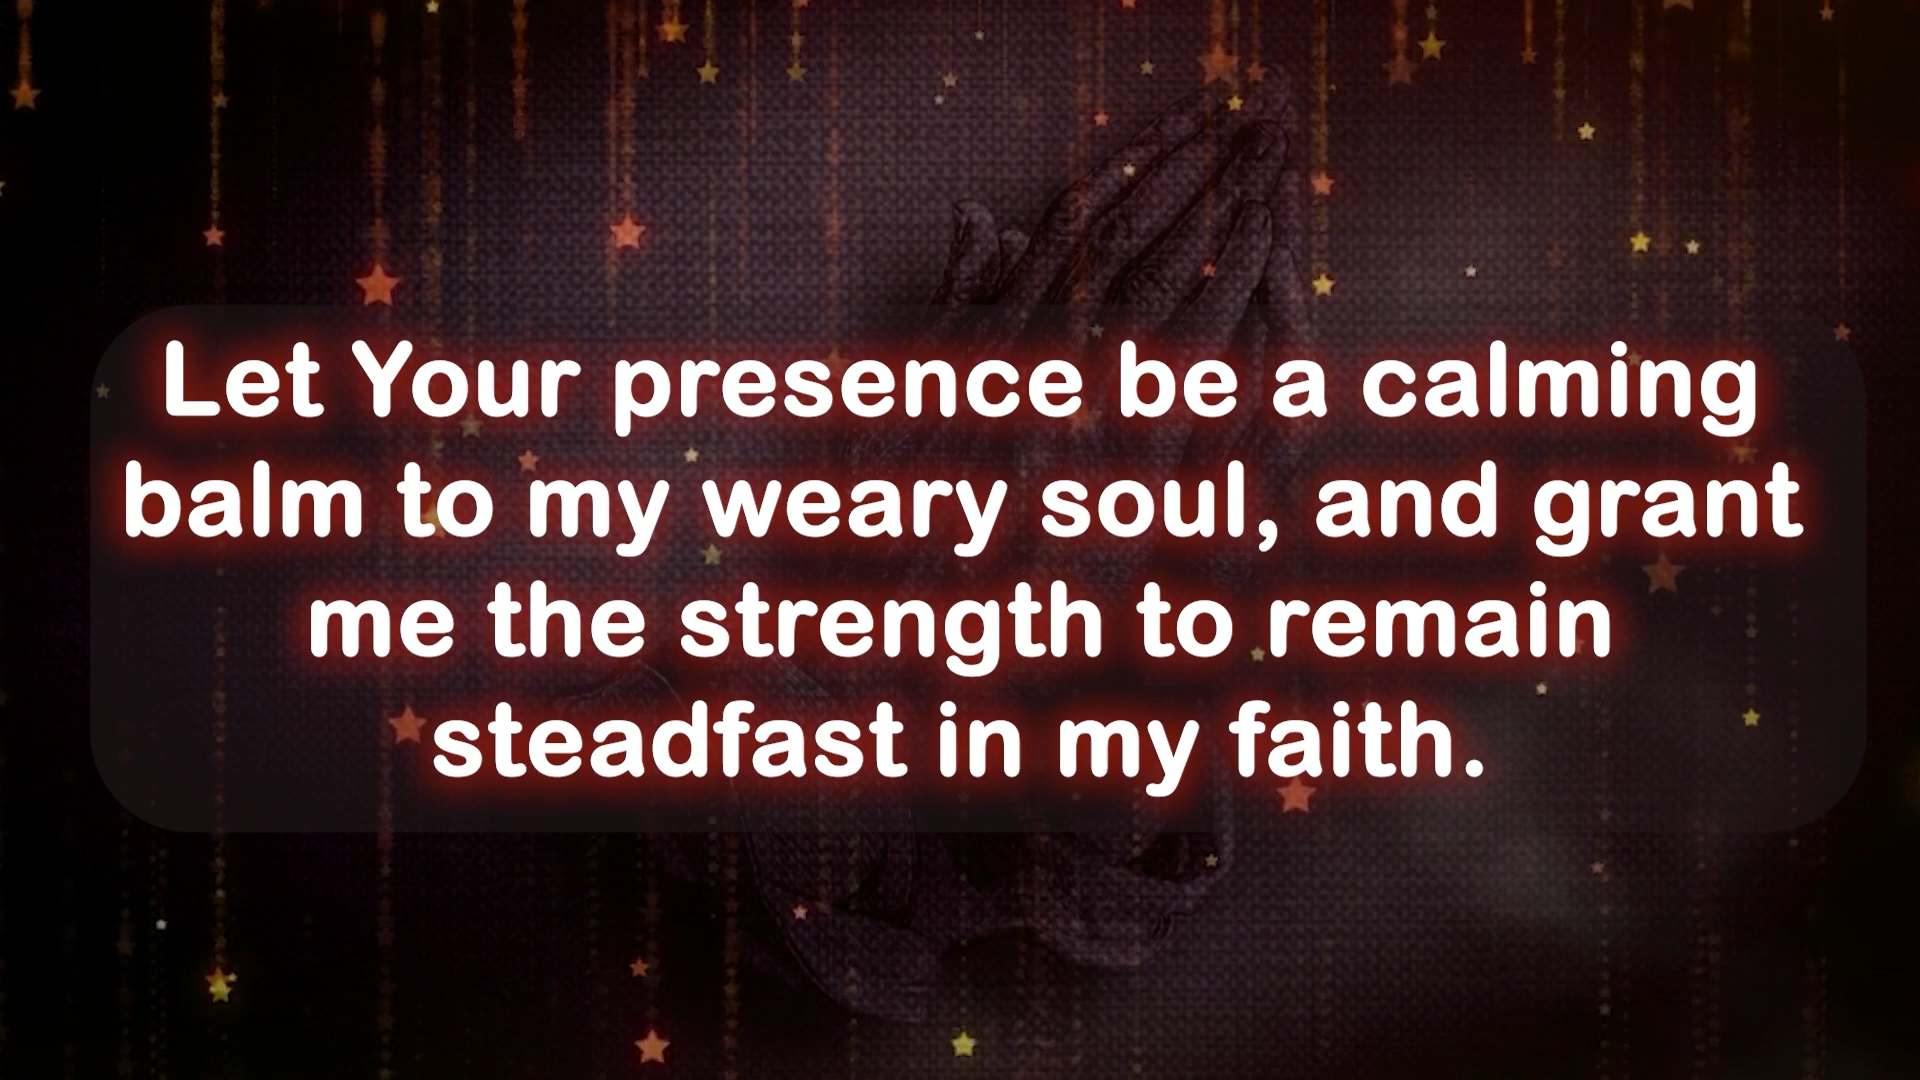 Let Your presence be a calming
balm to my weary soul, and grant
me the strength to remain
steadfast in my faith.